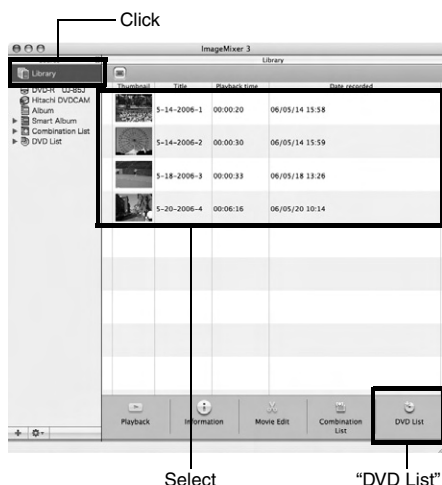 Click
ImageMixer 3
Library
Library
Thumbnail Title Playback time Date recorded
DVD-R UJ-85J
Hitachi DVDCAM
Album
Smart Album
Combination List
DVD List
5-14-2006-1 00:00:20 06/05/14 15:58
5-14-2006-2 00:00:30 06/05/14 15:59
5-18-2006-3 00:00:33 06/05/18 13:26
5-20-2006-4 00:06:16 06/05/20 10:14
Playback Information Movie Edit Combination List DVD List
Select "DVD List"